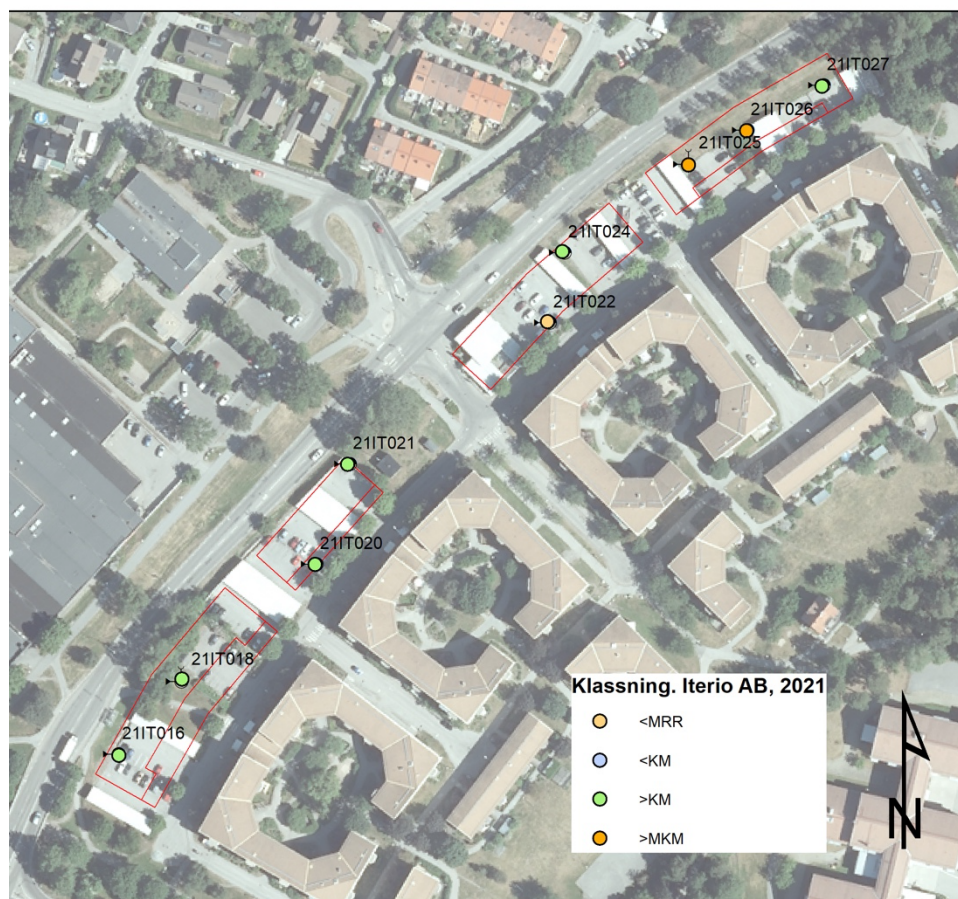 21IT027
21IT026
21IT025
21IT024
21IT022
21IT021
21IT020
21IT018
21IT016
Klassning. Iterio AB, 2021
<MRR
<KM
>KM
>MKM
N